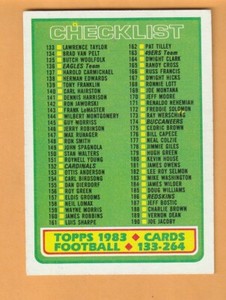 CHECKLIST
133 LAWRENCE TAYLOR
134 BRAD VAN PELT
135 BUTCH WOOLFOLK
136 EAGLES Team
137 HAROLD CARMICHAEL
138 HERMAN EDWARDS
139 TONY FRANKLIN
140 CARL HAIRSTON
141 DENNIS HARRISON
142 RON JAWORSKI
143 FRANK LeMASTER
144 WILBERT MONTGOMERY
145 GUY MORRISS
146 JERRY ROBINSON
147 MAX RUNAGER
148 RON SMITH
149 JOHN SPAGNOLA
150 STAN WALTERS
151 ROYNELL YOUNG
152 CARDINALS
153 OTTIS ANDERSON
154 CARL BIRDSONG
155 DAN DIERDORF
156 ROY GREEN
157 ELOIS GROOMS
158 NEIL LOMAX
159 WAYNE MORRIS
160 JAMES ROBBINS
161 LUIS SHARPE
162 PAT TILLEY
163 49ERS Team
164 DWIGHT CLARK
165 RANDY CROSS
166 RUSS FRANCIS
167 DWIGHT HICKS
168 RONNIE LOTT
169 JOE MONTANA
170 JEFF MOORE
171 RENALDO NEHEMIAH
172 FREDDIE SOLOMON
173 RAY WERSCHING
174 BUCCANEERS
175 CEDRIC BROWN
176 BILL CAPECE
177 NEAL COLZIE
178 JIMMIE GILES
179 HUGH GREEN
180 KEVIN HOUSE
181 JAMES OWENS
182 LEE ROY SELMON
183 MIKE WASHINGTON
184 JAMES WILDER
185 DOUG WILLIAMS
186 REDSKINS
187 JEFF BOSTIC
188 CHARLIE BROWN
189 VERNON DEAN
190 JOE JACOBY
TOPPS 1983 CARDS
FOOTBALL 133-264